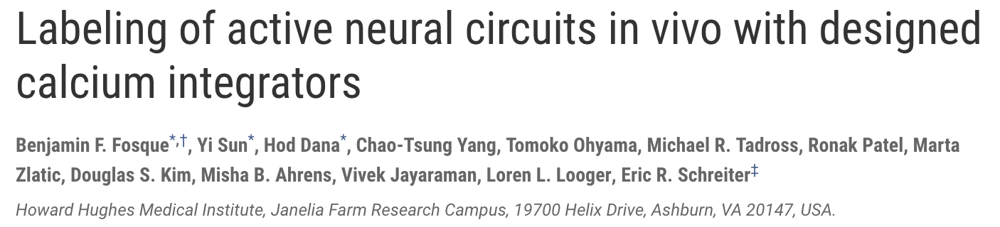 Labeling of active neural circuits in vivo with designed
calcium integrators
Benjamin F. Fosque*,†, Yi Sun*, Hod Dana*, Chao-Tsung Yang, Tomoko Ohyama, Michael R. Tadross, Ronak Patel, Marta
Zlatic, Douglas S. Kim, Misha B. Ahrens, Vivek Jayaraman, Loren L. Looger, Eric R. Schreiter‡
Howard Hughes Medical Institute, Janelia Farm Research Campus, 19700 Helix Drive, Ashburn, VA 20147, USA.